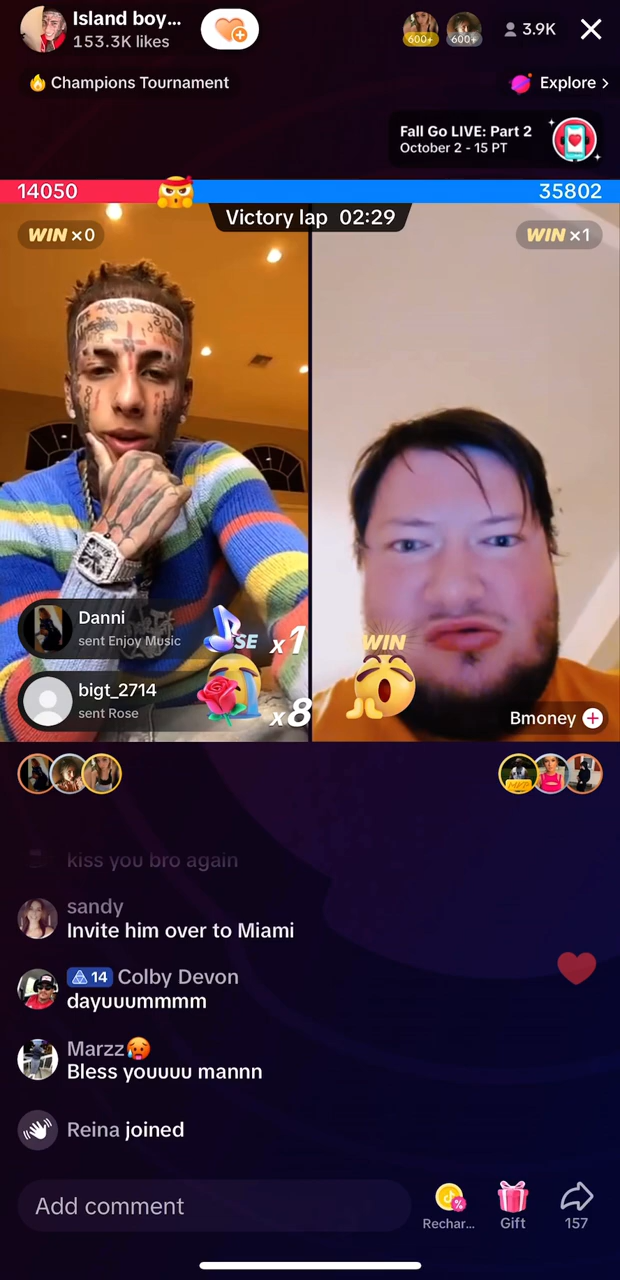 Island boy...
153.3K likes
600+
600+
3.9K
Champions Tournament
Explore >
Fall Go LIVE: Part 2
October 2 - 15 PT
14050
35802
Victory lap 02:29
WIN ×0
WIN ×1
Danni
sent Enjoy Music
SE x1
WIN
bigt_2714
sent Rose
x8
Bmoney +
kiss you bro again
sandy
Invite him over to Miami
14 Colby Devon
dayuuummmm
Marzz
Bless youuuu mannn
Reina joined
Add comment
Rechar...
Gift
157